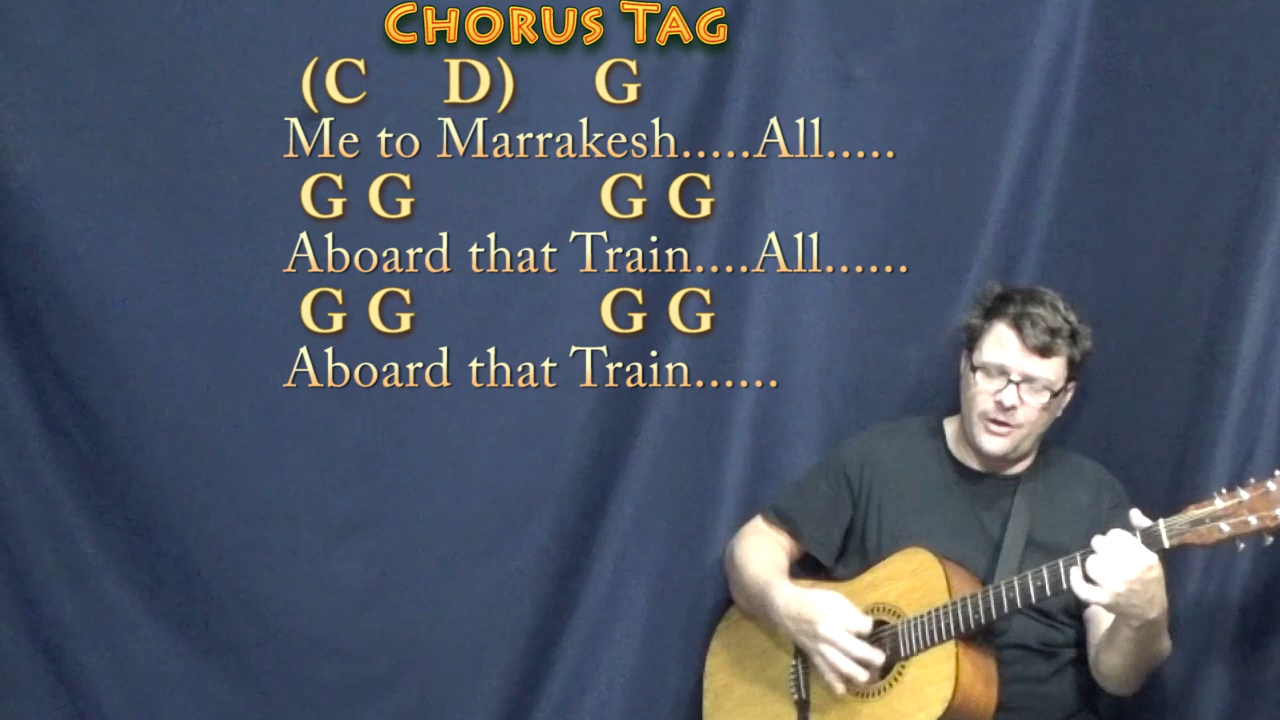 CHORUS TAG
(C D) G
Me to Marrakesh.....All.....
G G G G
Aboard that Train....All......
G G G G
Aboard that Train......